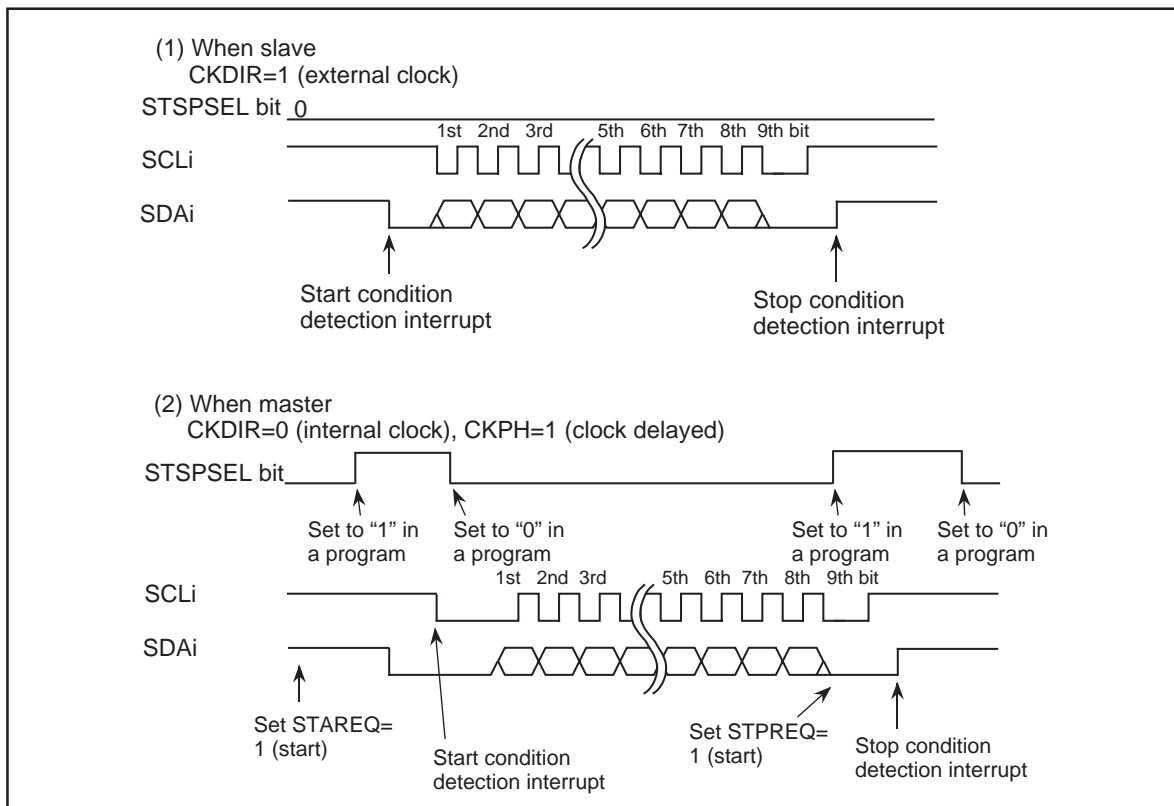 (1) When slave
CKDIR=1 (external clock)
STSPSEL bit 0
1st 2nd 3rd 5th 6th 7th 8th 9th bit
SCLi
SDAi
Start condition
detection interrupt
Stop condition
detection interrupt
(2) When master
CKDIR=0 (internal clock), CKPH=1 (clock delayed)
STSPSEL bit
Set to “1” in
a program
Set to “0” in
a program
Set to “1” in
a program
Set to “0” in
a program
1st 2nd 3rd 5th 6th 7th 8th 9th bit
SCLi
SDAi
Set STAREQ=
1 (start)
Start condition
detection interrupt
Set STPREQ=
1 (start)
Stop condition
detection interrupt